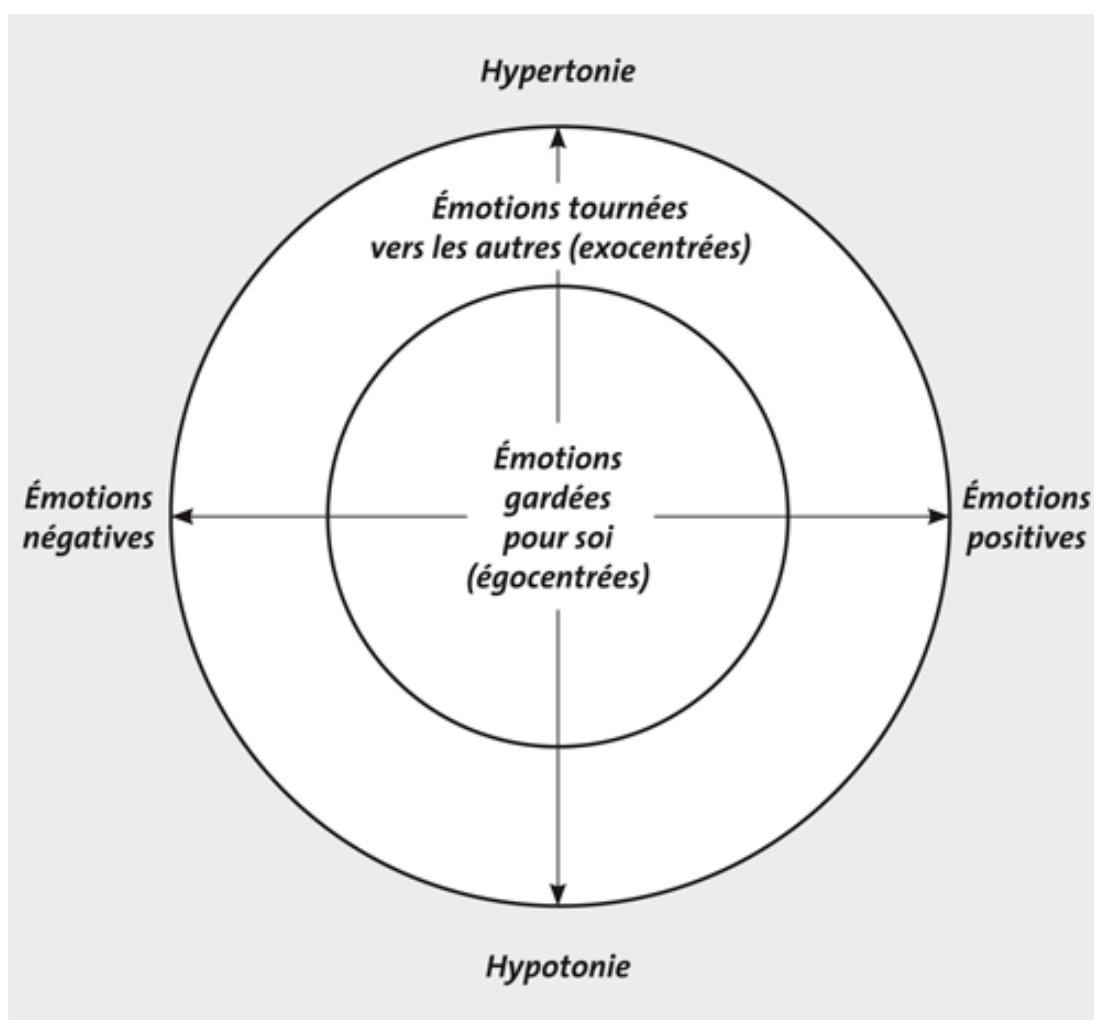 Hypertonie
Émotions tournées
vers les autres (exocentrées)
Émotions
gardées
pour soi
(égocentrées)
Émotions
négatives
Émotions
positives
Hypotonie